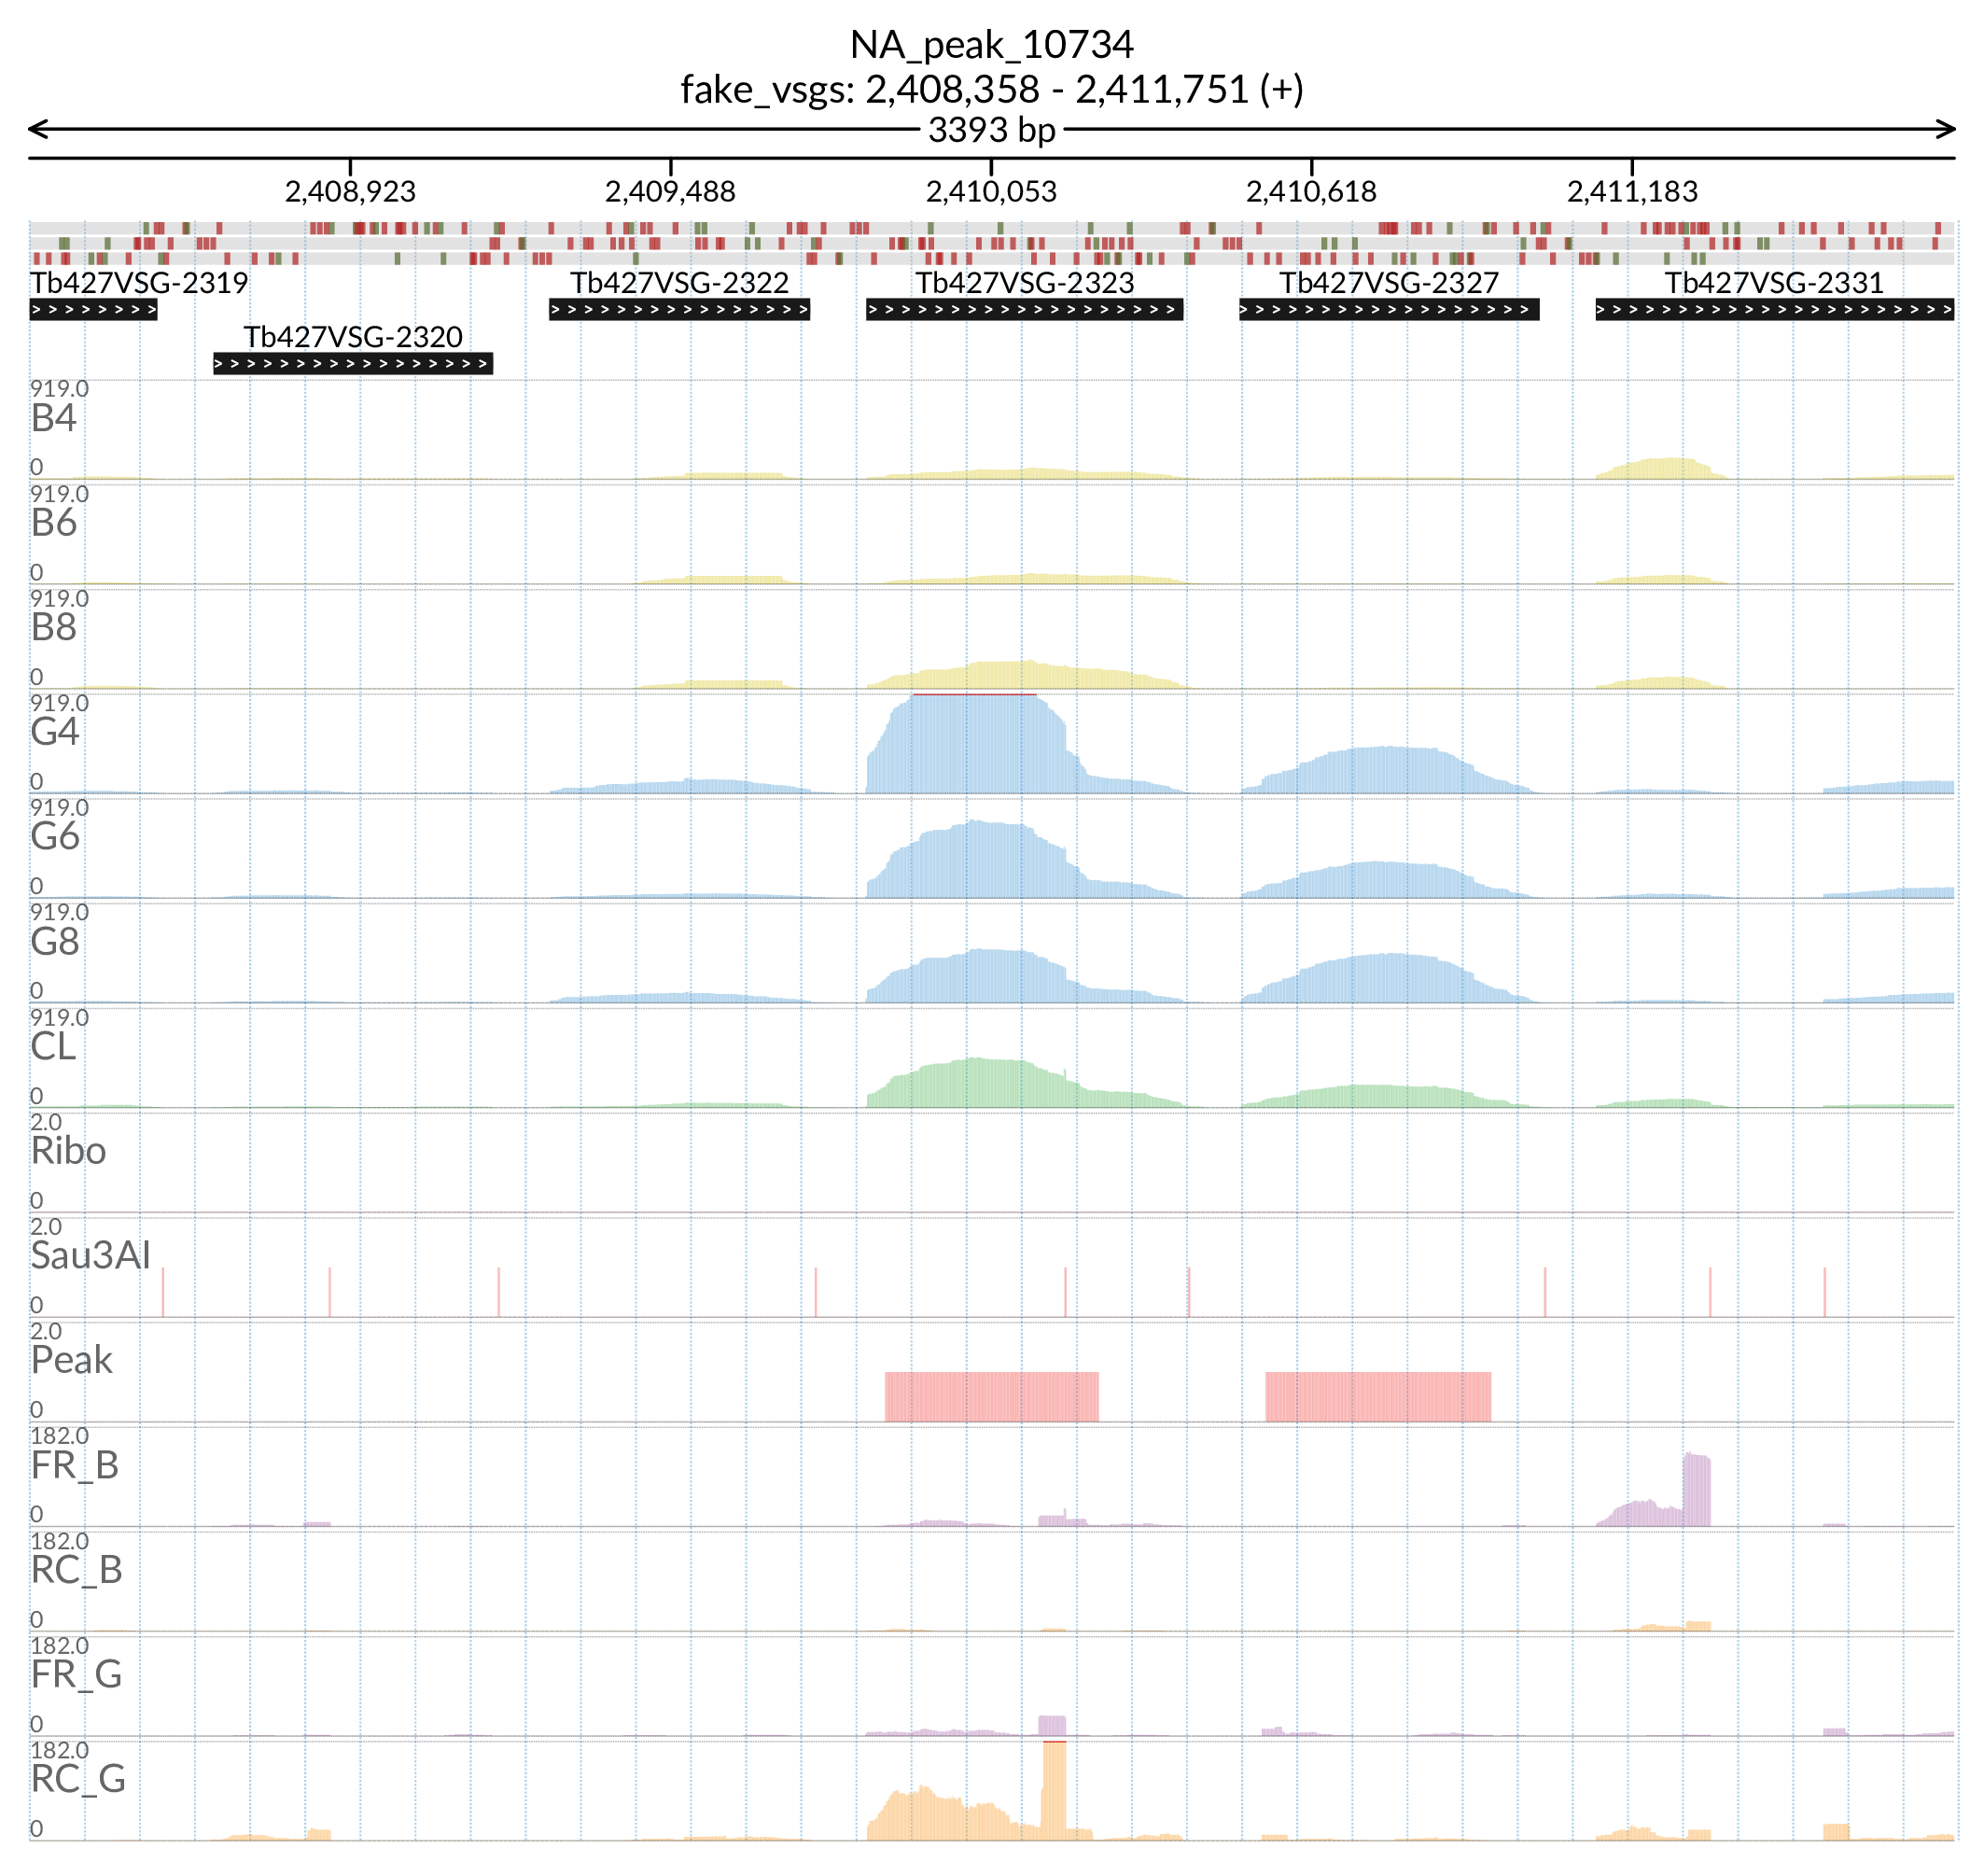 NA_peak_10734
fake_vsgs: 2,408,358 - 2,411,751 (+)
3393 bp
2,408,923 2,409,488 2,410,053 2,410,618 2,411,183
Tb427VSG-2319 Tb427VSG-2322 Tb427VSG-2323 Tb427VSG-2327 Tb427VSG-2331
Tb427VSG-2320
919.0
B4
0
919.0
B6
0
919.0
B8
0
919.0
G4
0
919.0
G6
0
919.0
G8
0
919.0
CL
0
2.0
Ribo
0
2.0
Sau3AI
0
2.0
Peak
0
182.0
FR_B
0
182.0
RC_B
0
182.0
FR_G
0
182.0
RC_G
0